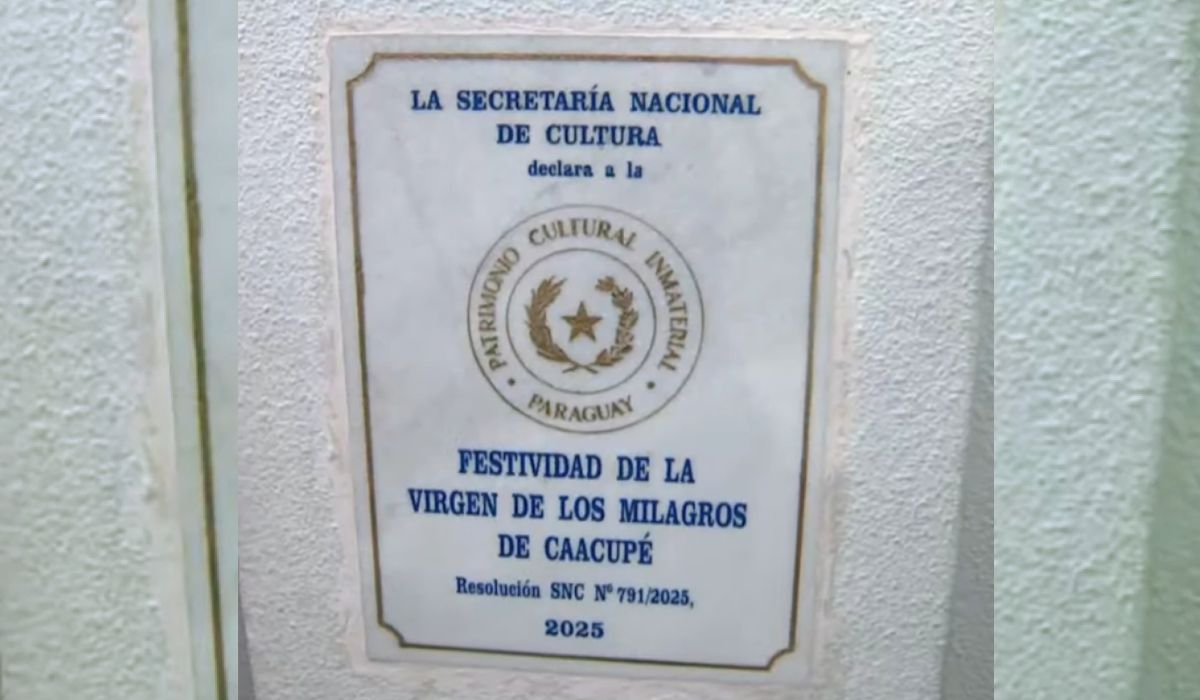 LA SECRETARÍA NACIONAL
DE CULTURA
declara a la
PATRIMONIO CULTURAL INMATERIAL
• PARAGUAY •
FESTIVIDAD DE LA
VIRGEN DE LOS MILAGROS
DE CAACUPÉ
Resolución SNC Nº 791/2025,
2025